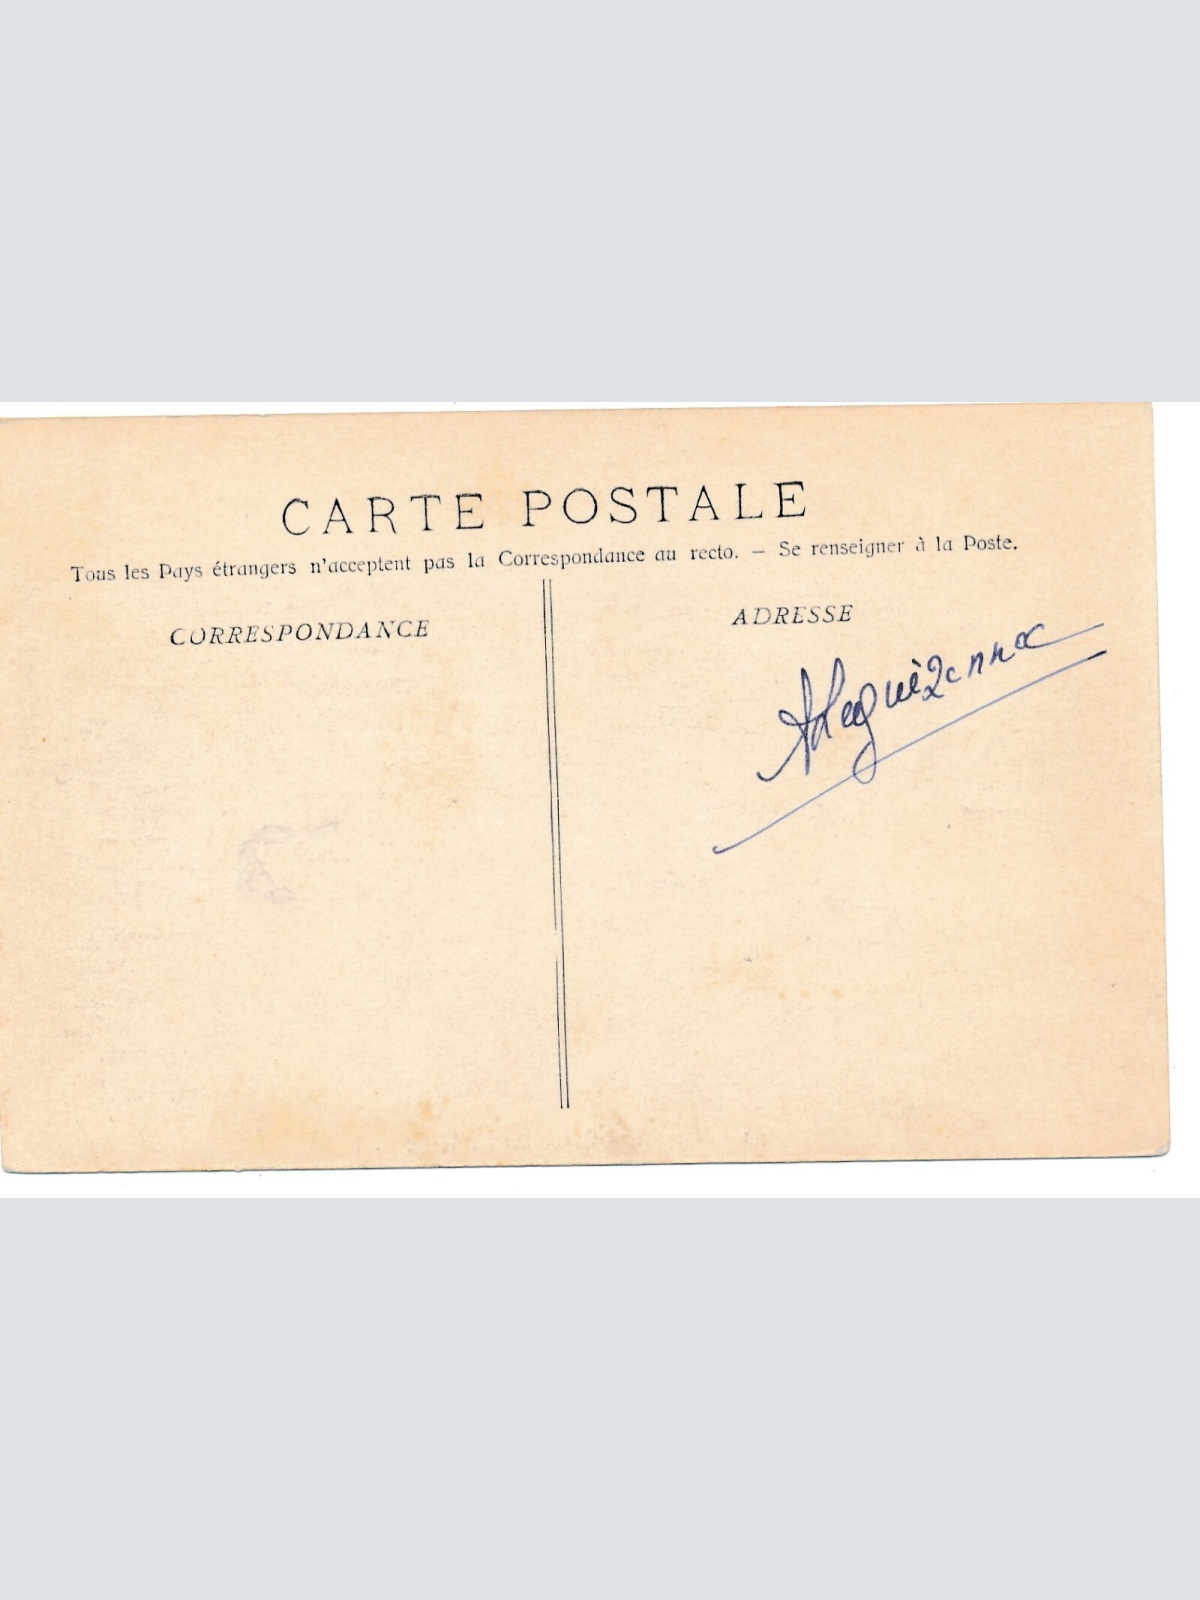 CARTE POSTALE
Tous les Pays étrangers n'acceptent pas la Correspondance au recto. — Se renseigner à la Poste.
CORRESPONDANCE
ADRESSE